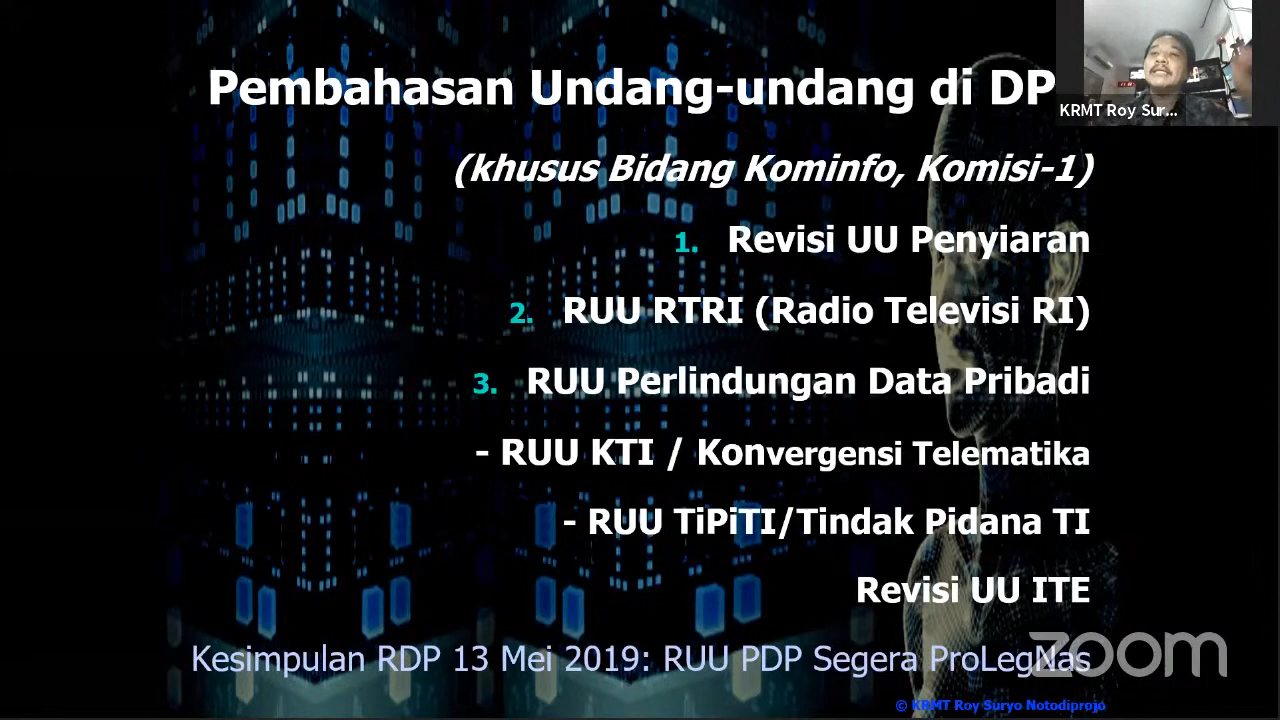 Pembahasan Undang-undang di DP
KRMT Roy Sur...
(khusus Bidang Kominfo, Komisi-1)
1. Revisi UU Penyiaran
2. RUU RTRI (Radio Televisi RI)
3. RUU Perlindungan Data Pribadi
- RUU KTI / Konvergensi Telematika
- RUU TiPiTI/Tindak Pidana TI
Revisi UU ITE
Kesimpulan RDP 13 Mei 2019: RUU PDP Segera ProLegNas
zoom
© KRMT Roy Suryo Notodiprojo